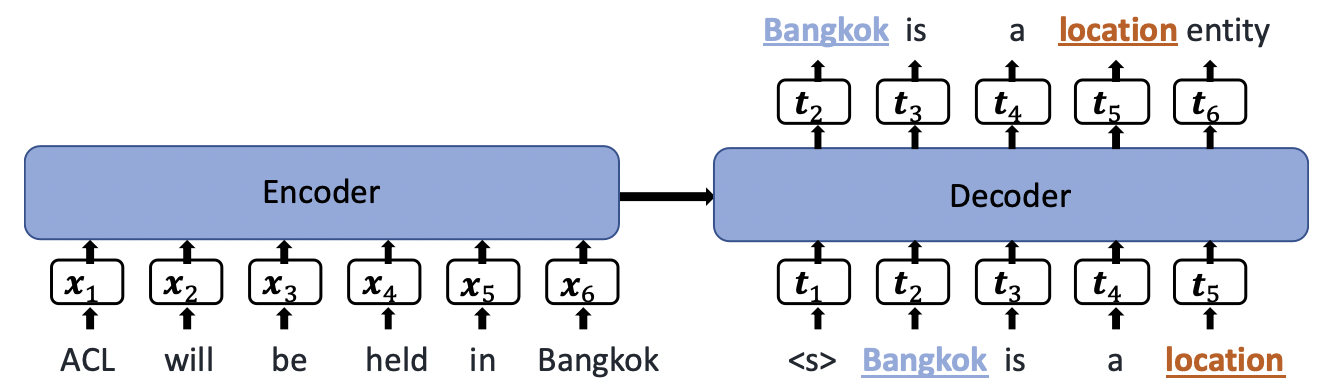 Bangkok is a location entity
t2 t3 t4 t5 t6
Encoder
Decoder
x1 x2 x3 x4 x5 x6
t1 t2 t3 t4 t5
ACL will be held in Bangkok
<s> Bangkok is a location